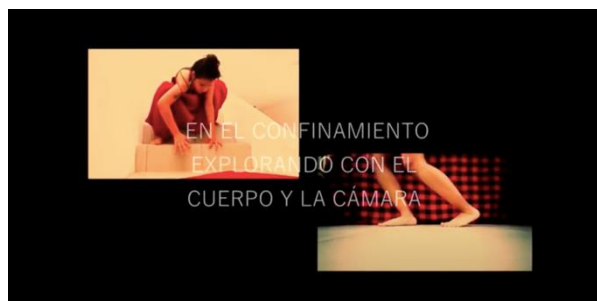 EN EL CONFINAMIENTO
EXPLORANDO CON EL
CUERPO Y LA CÁMARA